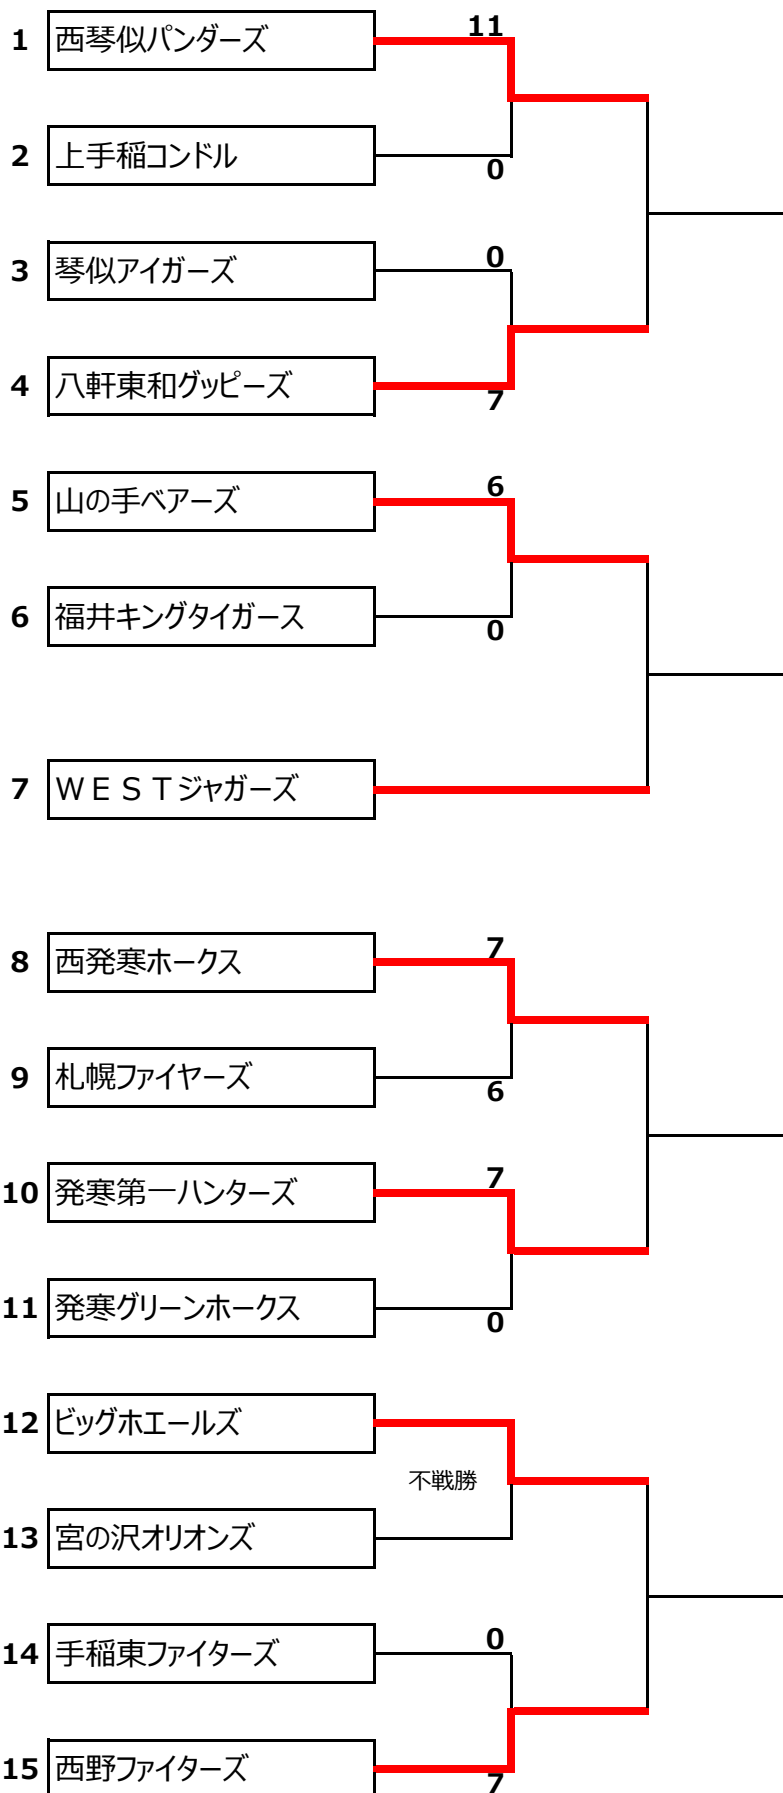 11
1 西琴似パンダーズ
2 上手稲コンドル
0
0
3 琴似アイガーズ
4 八軒東和グッピーズ
7
6
5 山の手ベアーズ
6 福井キングタイガース
0
7 WESTジャガーズ
7
8 西発寒ホークス
9 札幌ファイヤーズ
6
7
10 発寒第一ハンターズ
11 発寒グリーンホークス
0
12 ビッグホエールズ
不戦勝
13 宮の沢オリオンズ
0
14 手稲東ファイターズ
15 西野ファイターズ
7